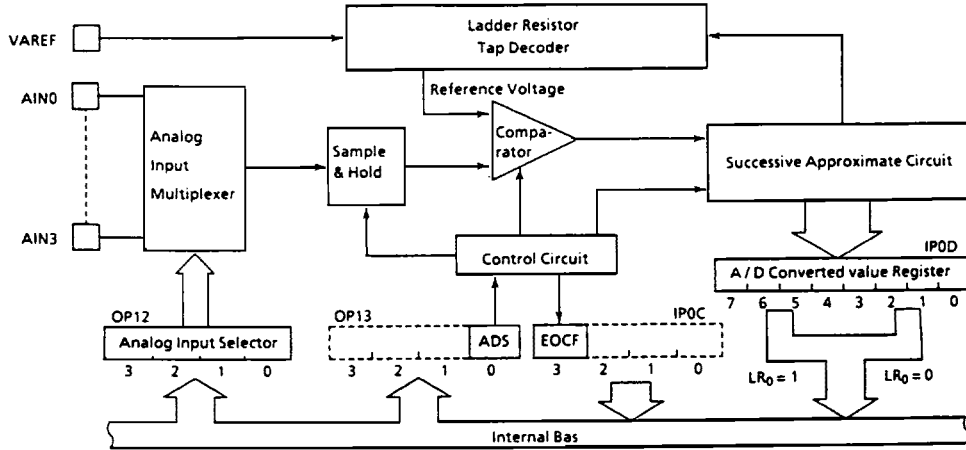 Ladder Resistor
Tap Decoder
VAREF
Reference Voltage
AIN0
Analog
Input
Multiplexer
AIN3
Sample
& Hold
Compa-
rator
Successive Approximate Circuit
Control Circuit
IP0D
A / D Converted value Register
7 6 5 4 3 2 1 0
OP12
Analog Input Selector
3 2 1 0
OP13
ADS
3 2 1 0
IP0C
EOCF
3 2 1 0
LR0 = 1
LR0 = 0
Internal Bas